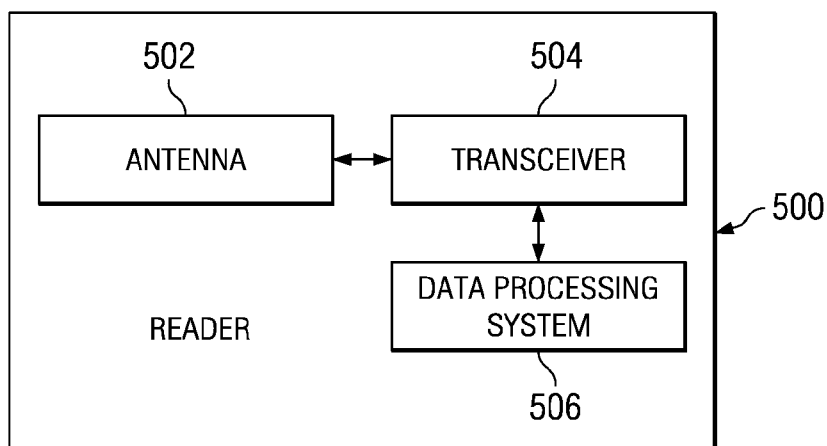 502
504
ANTENNA
TRANSCEIVER
500
DATA PROCESSING
SYSTEM
READER
506